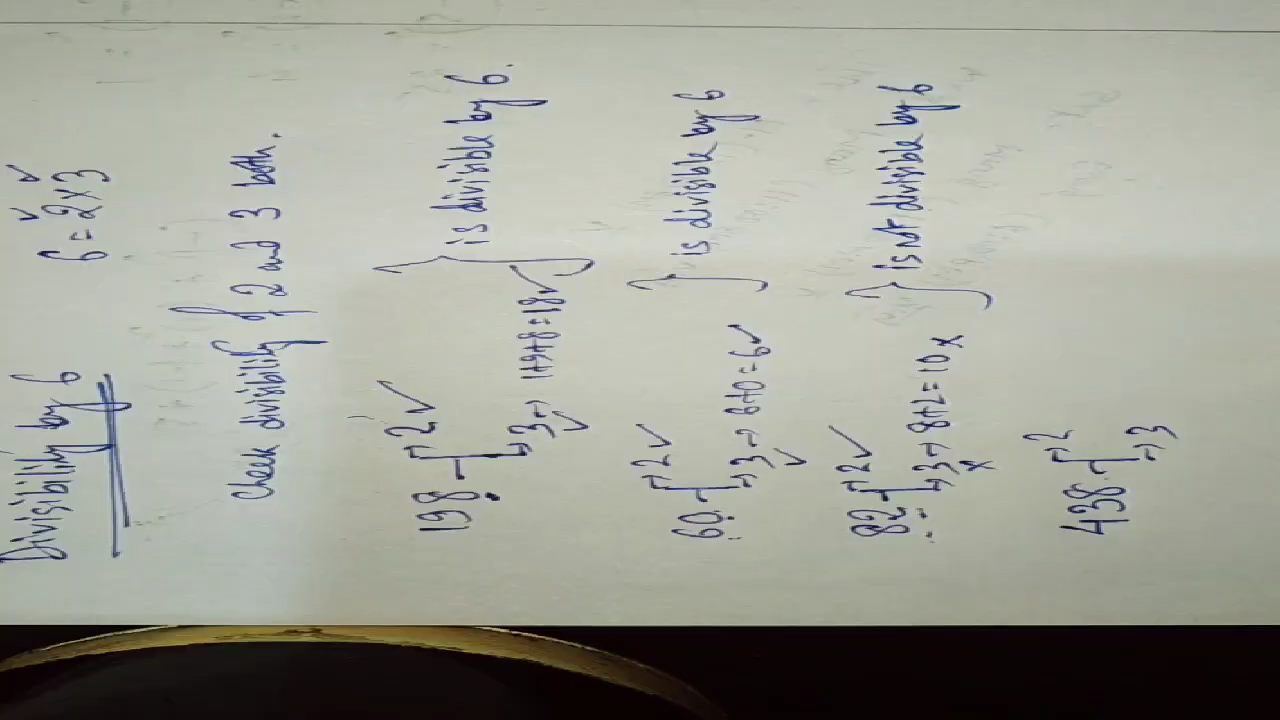 Divisibility by 6
6 = 2 × 3
Check divisibility of 2 and 3 both.
198 → 2 ✓
→ 3 → 1+9+8 = 18 ✓
} is divisible by 6.
60 → 2 ✓
→ 3 → 6+0 = 6 ✓
} is divisible by 6
82 → 2 ✓
→ 3 → 8+2 = 10 ×
} is not divisible by 6
438 → 2
→ 3